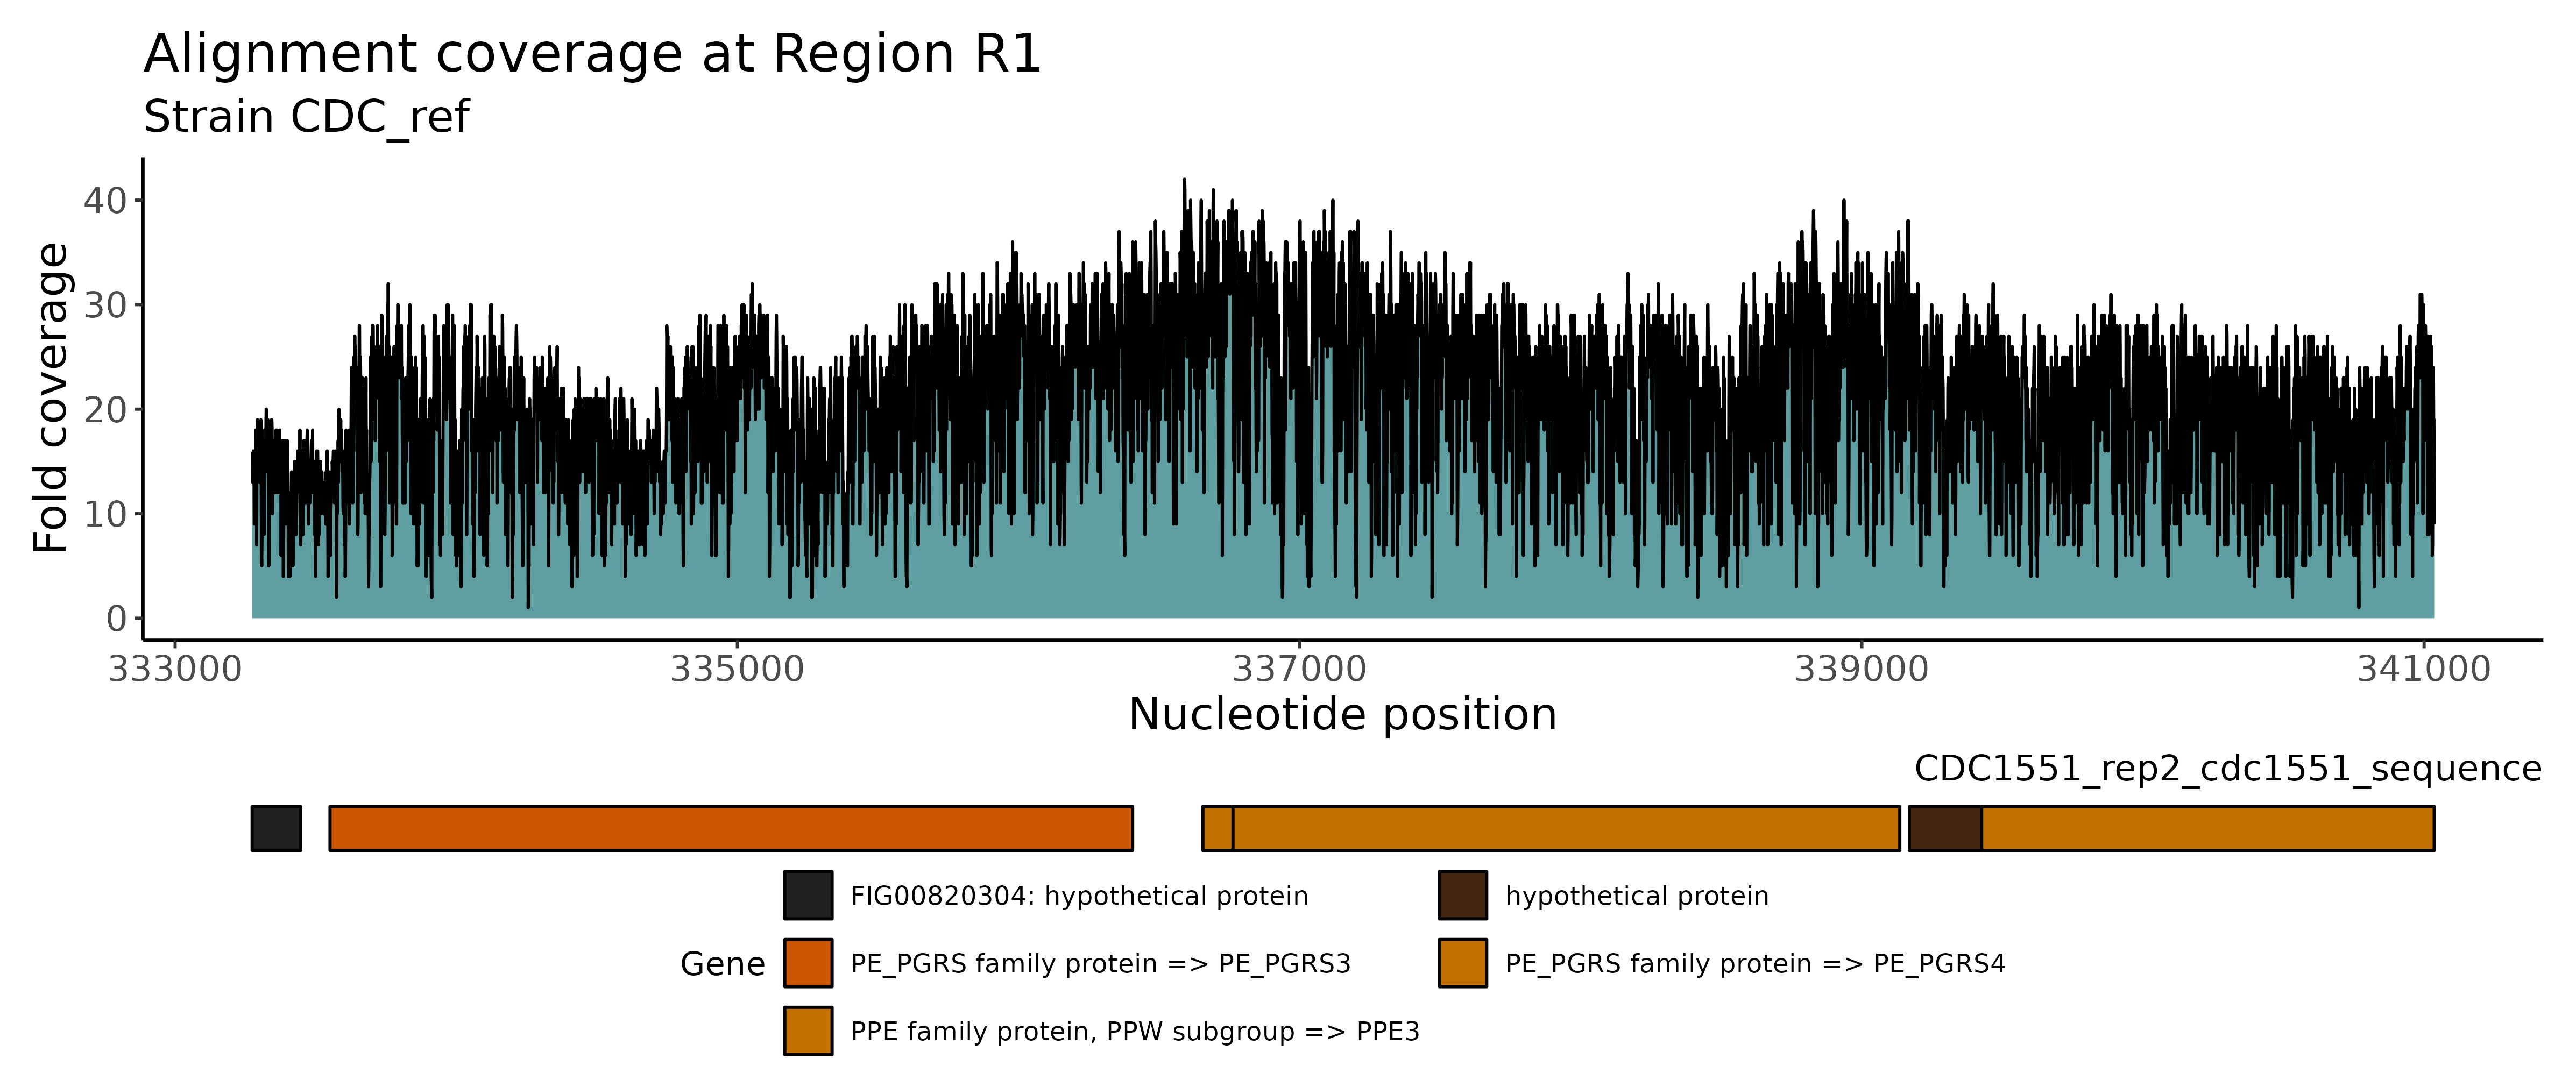 Alignment coverage at Region R1
Strain CDC_ref
Fold coverage
40
30
20
10
0
333000 335000 337000 339000 341000
Nucleotide position
CDC1551_rep2_cdc1551_sequence
Gene
FIG00820304: hypothetical protein
hypothetical protein
PE_PGRS family protein => PE_PGRS3
PE_PGRS family protein => PE_PGRS4
PPE family protein, PPW subgroup => PPE3